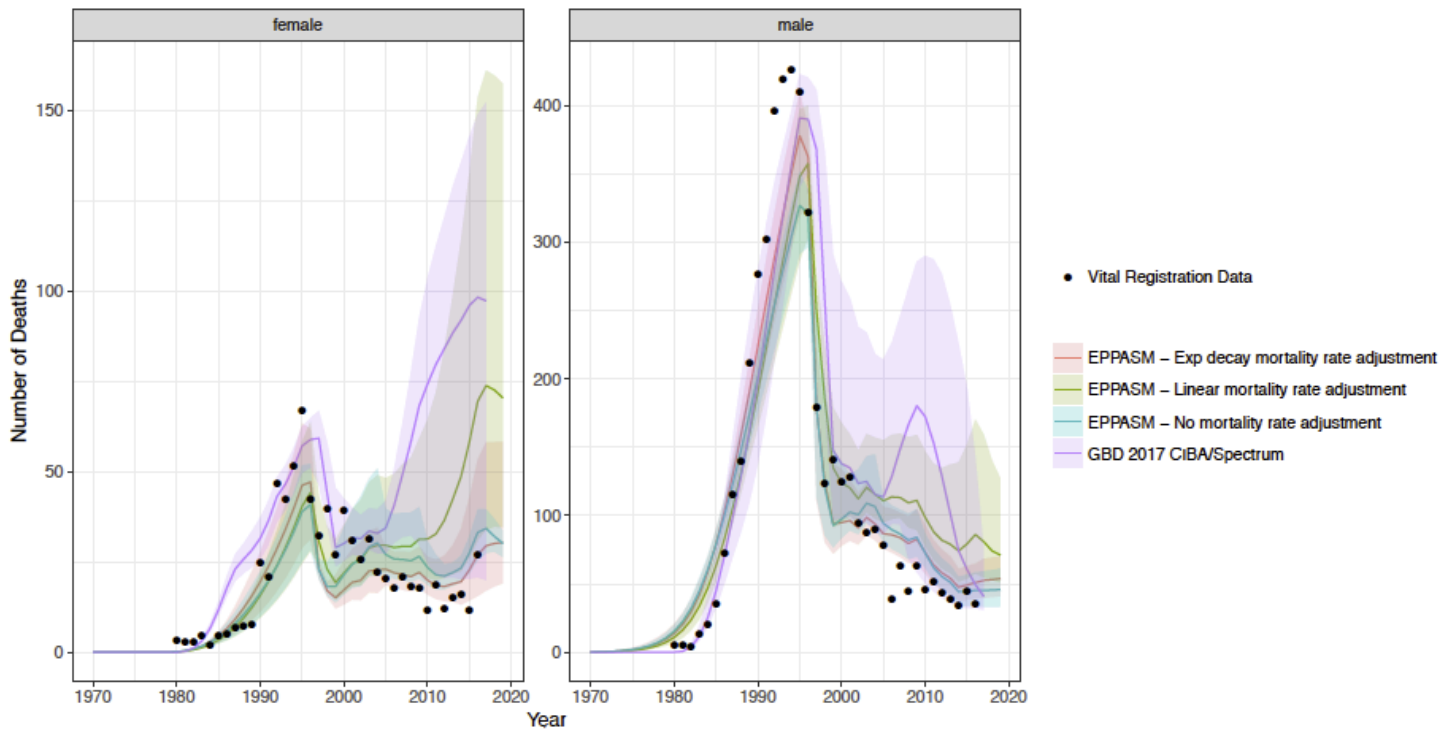 female
male
150
100
50
0
400
300
200
100
0
Number of Deaths
1970
1980
1990
2000
2010
2020
1970
1980
1990
2000
2010
2020
Year
Vital Registration Data
EPPASM – Exp decay mortality rate adjustment
EPPASM – Linear mortality rate adjustment
EPPASM – No mortality rate adjustment
GBD 2017 CIBA/Spectrum